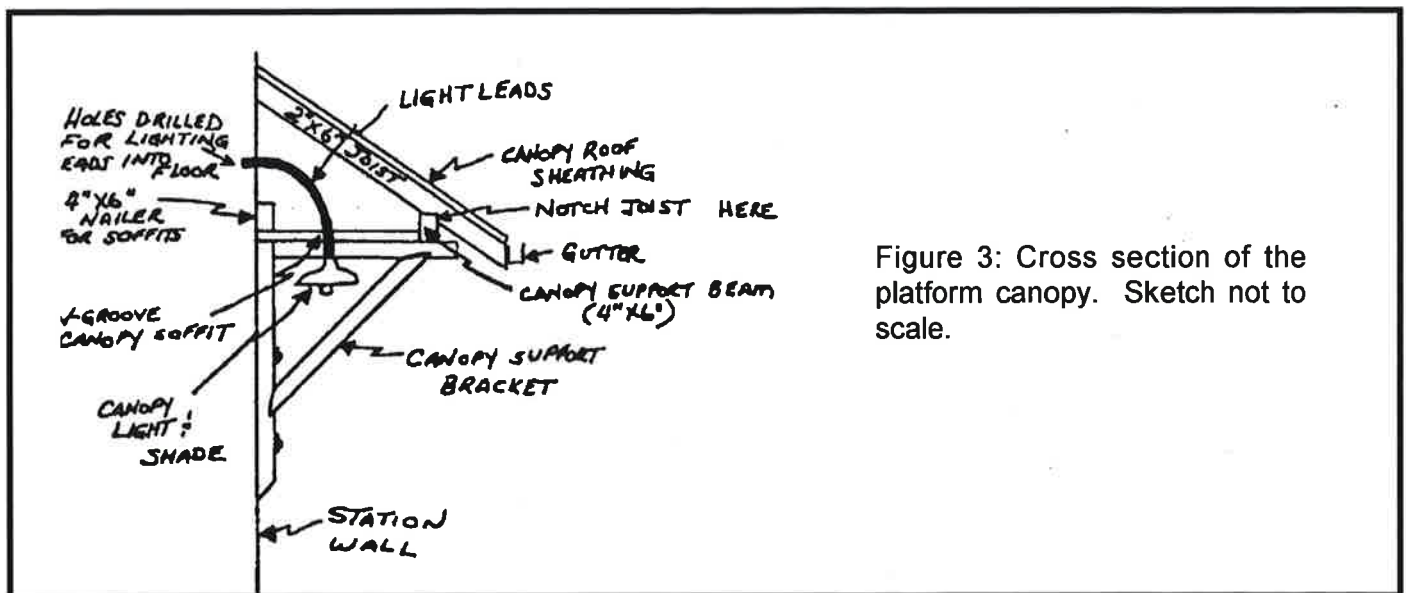 LIGHT LEADS
HOLES DRILLED
FOR LIGHTING
EADS INTO FLOOR
2"X6" JOIST
CANOPY ROOF
SHEATHING
4"X6"
NAILER
FOR SOFFITS
NOTCH JOIST HERE
GUTTER
CANOPY SUPPORT BEAM
(4"X6")
V-GROOVE
CANOPY SOFFIT
CANOPY SUPPORT
BRACKET
CANOPY
LIGHT &
SHADE
STATION
WALL
Figure 3: Cross section of the
platform canopy. Sketch not to
scale.